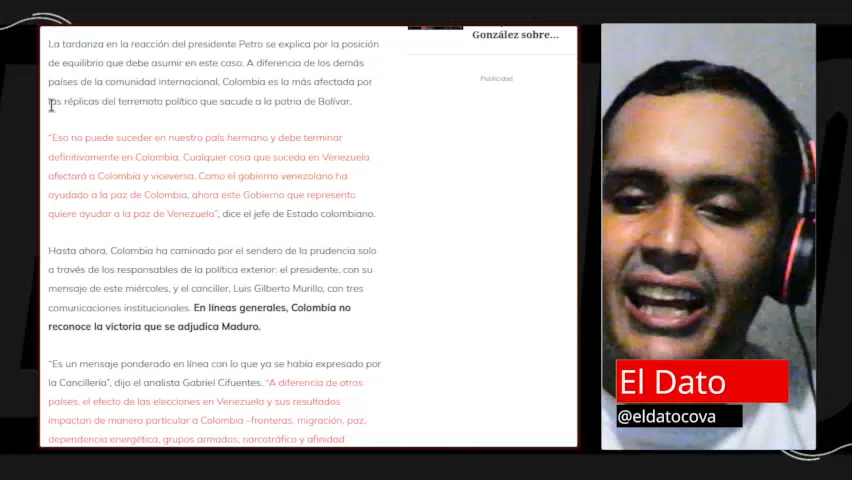 La tardanza en la reacción del presidente Petro se explica por la posición
de equilibrio que debe asumir en este caso. A diferencia de los demás
países de la comunidad internacional, Colombia es la más afectada por
las réplicas del terremoto político que sacude a la patria de Bolívar.
“Eso no puede suceder en nuestro país hermano y debe terminar
definitivamente en Colombia. Cualquier cosa que suceda en Venezuela
afectará a Colombia y viceversa. Como el gobierno venezolano ha
ayudado a la paz de Colombia, ahora este Gobierno que represento
quiere ayudar a la paz de Venezuela”, dice el jefe de Estado colombiano.
Hasta ahora, Colombia ha caminado por el sendero de la prudencia solo
a través de los responsables de la política exterior: el presidente, con su
mensaje de este miércoles, y el canciller, Luis Gilberto Murillo, con tres
comunicaciones institucionales. En líneas generales, Colombia no
reconoce la victoria que se adjudica Maduro.
“Es un mensaje ponderado en línea con lo que ya se había expresado por
la Cancillería”, dijo el analista Gabriel Cifuentes. “A diferencia de otros
países, el efecto de las elecciones en Venezuela y sus resultados
impactan de manera particular a Colombia –fronteras, migración, paz,
dependencia energética, grupos armados, narcotráfico y afinidad
González sobre...
Publicidad
El Dato
@eldatocova